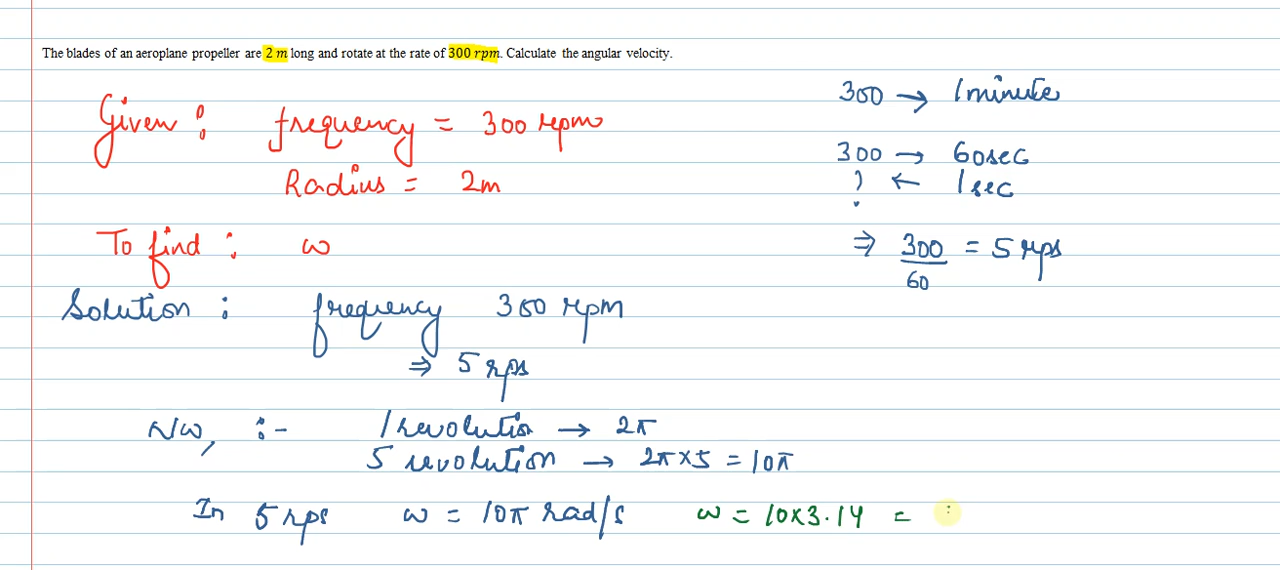 The blades of an aeroplane propeller are 2 m long and rotate at the rate of 300 rpm. Calculate the angular velocity.
Given : frequency = 300 rpm
Radius = 2m
To find : ω
Solution : frequency 300 rpm
⇒ 5 rps
Nw, :- 1 revolution → 2π
5 revolution → 2π×5 = 10π
In 5 rps ω = 10π rad/s ω = 10×3.14 =
300 → 1 minute
300 → 60sec
? ← 1 sec
⇒ 300/60 = 5 rps